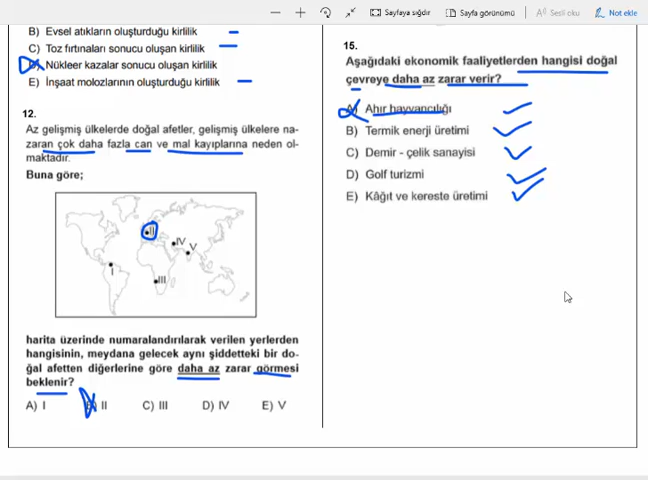 Sayfaya sığdır
Sayfa görünümü
Sesli oku
Not ekle
B) Evsel atıkların oluşturduğu kirlilik
C) Toz fırtınaları sonucu oluşan kirlilik
Nükleer kazalar sonucu oluşan kirlilik
E) İnşaat molozlarının oluşturduğu kirlilik
12.
Az gelişmiş ülkelerde doğal afetler, gelişmiş ülkelere na-
zaran çok daha fazla can ve mal kayıplarına neden ol-
maktadır.
Buna göre;
I
II
III
IV
V
harita üzerinde numaralandırılarak verilen yerlerden
hangisinin, meydana gelecek aynı şiddetteki bir do-
ğal afetten diğerlerine göre daha az zarar görmesi
beklenir?
A) I
II
C) III
D) IV
E) V
15.
Aşağıdaki ekonomik faaliyetlerden hangisi doğal
çevreye daha az zarar verir?
A) Ahır hayvancılığı
B) Termik enerji üretimi
C) Demir - çelik sanayisi
D) Golf turizmi
E) Kâğıt ve kereste üretimi